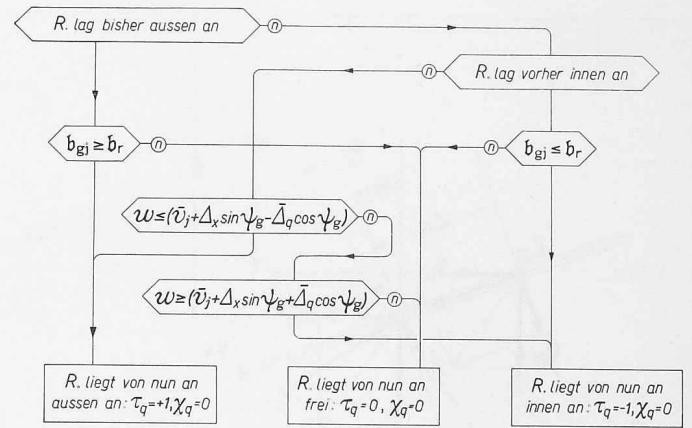 R. lag bisher aussen an
n
R. lag vorher innen an
n
b_gj ≥ b_r
n
b_gj ≤ b_r
n
w ≤ (v̄_j + Δ_x sin ψ_g - Δ̄_q cos ψ_g)
n
w ≥ (v̄_j + Δ_x sin ψ_g + Δ̄_q cos ψ_g)
n
R. liegt von nun an
aussen an: τ_q = +1, χ_q = 0
R. liegt von nun an
frei: τ_q = 0, χ_q = 0
R. liegt von nun an
innen an: τ_q = -1, χ_q = 0